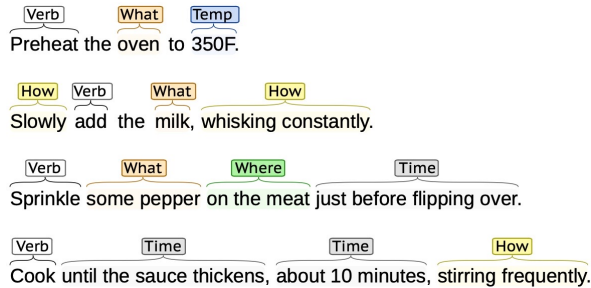 Verb What Temp
Preheat the oven to 350F.
How Verb What How
Slowly add the milk, whisking constantly.
Verb What Where Time
Sprinkle some pepper on the meat just before flipping over.
Verb Time Time How
Cook until the sauce thickens, about 10 minutes, stirring frequently.